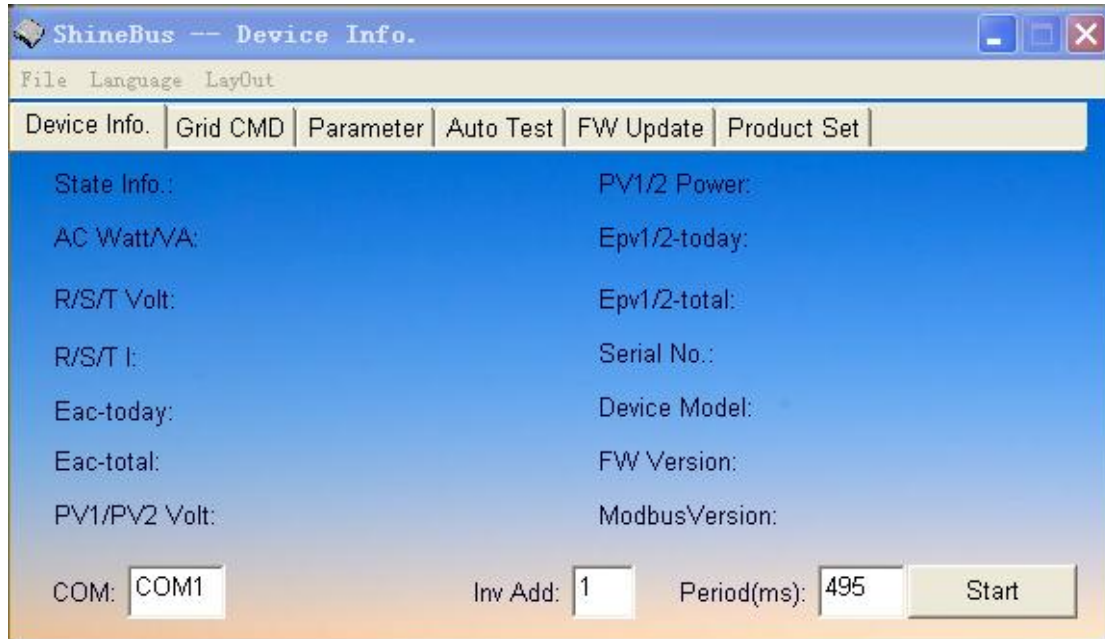 ShineBus -- Device Info.
File Language LayOut
Device Info. Grid CMD Parameter Auto Test FW Update Product Set
State Info.: PV1/2 Power:
AC Watt/VA: Epv1/2-today:
R/S/T Volt: Epv1/2-total:
R/S/T I: Serial No.:
Eac-today: Device Model:
Eac-total: FW Version:
PV1/PV2 Volt: ModbusVersion:
COM: COM1 Inv Add: 1 Period(ms): 495 Start